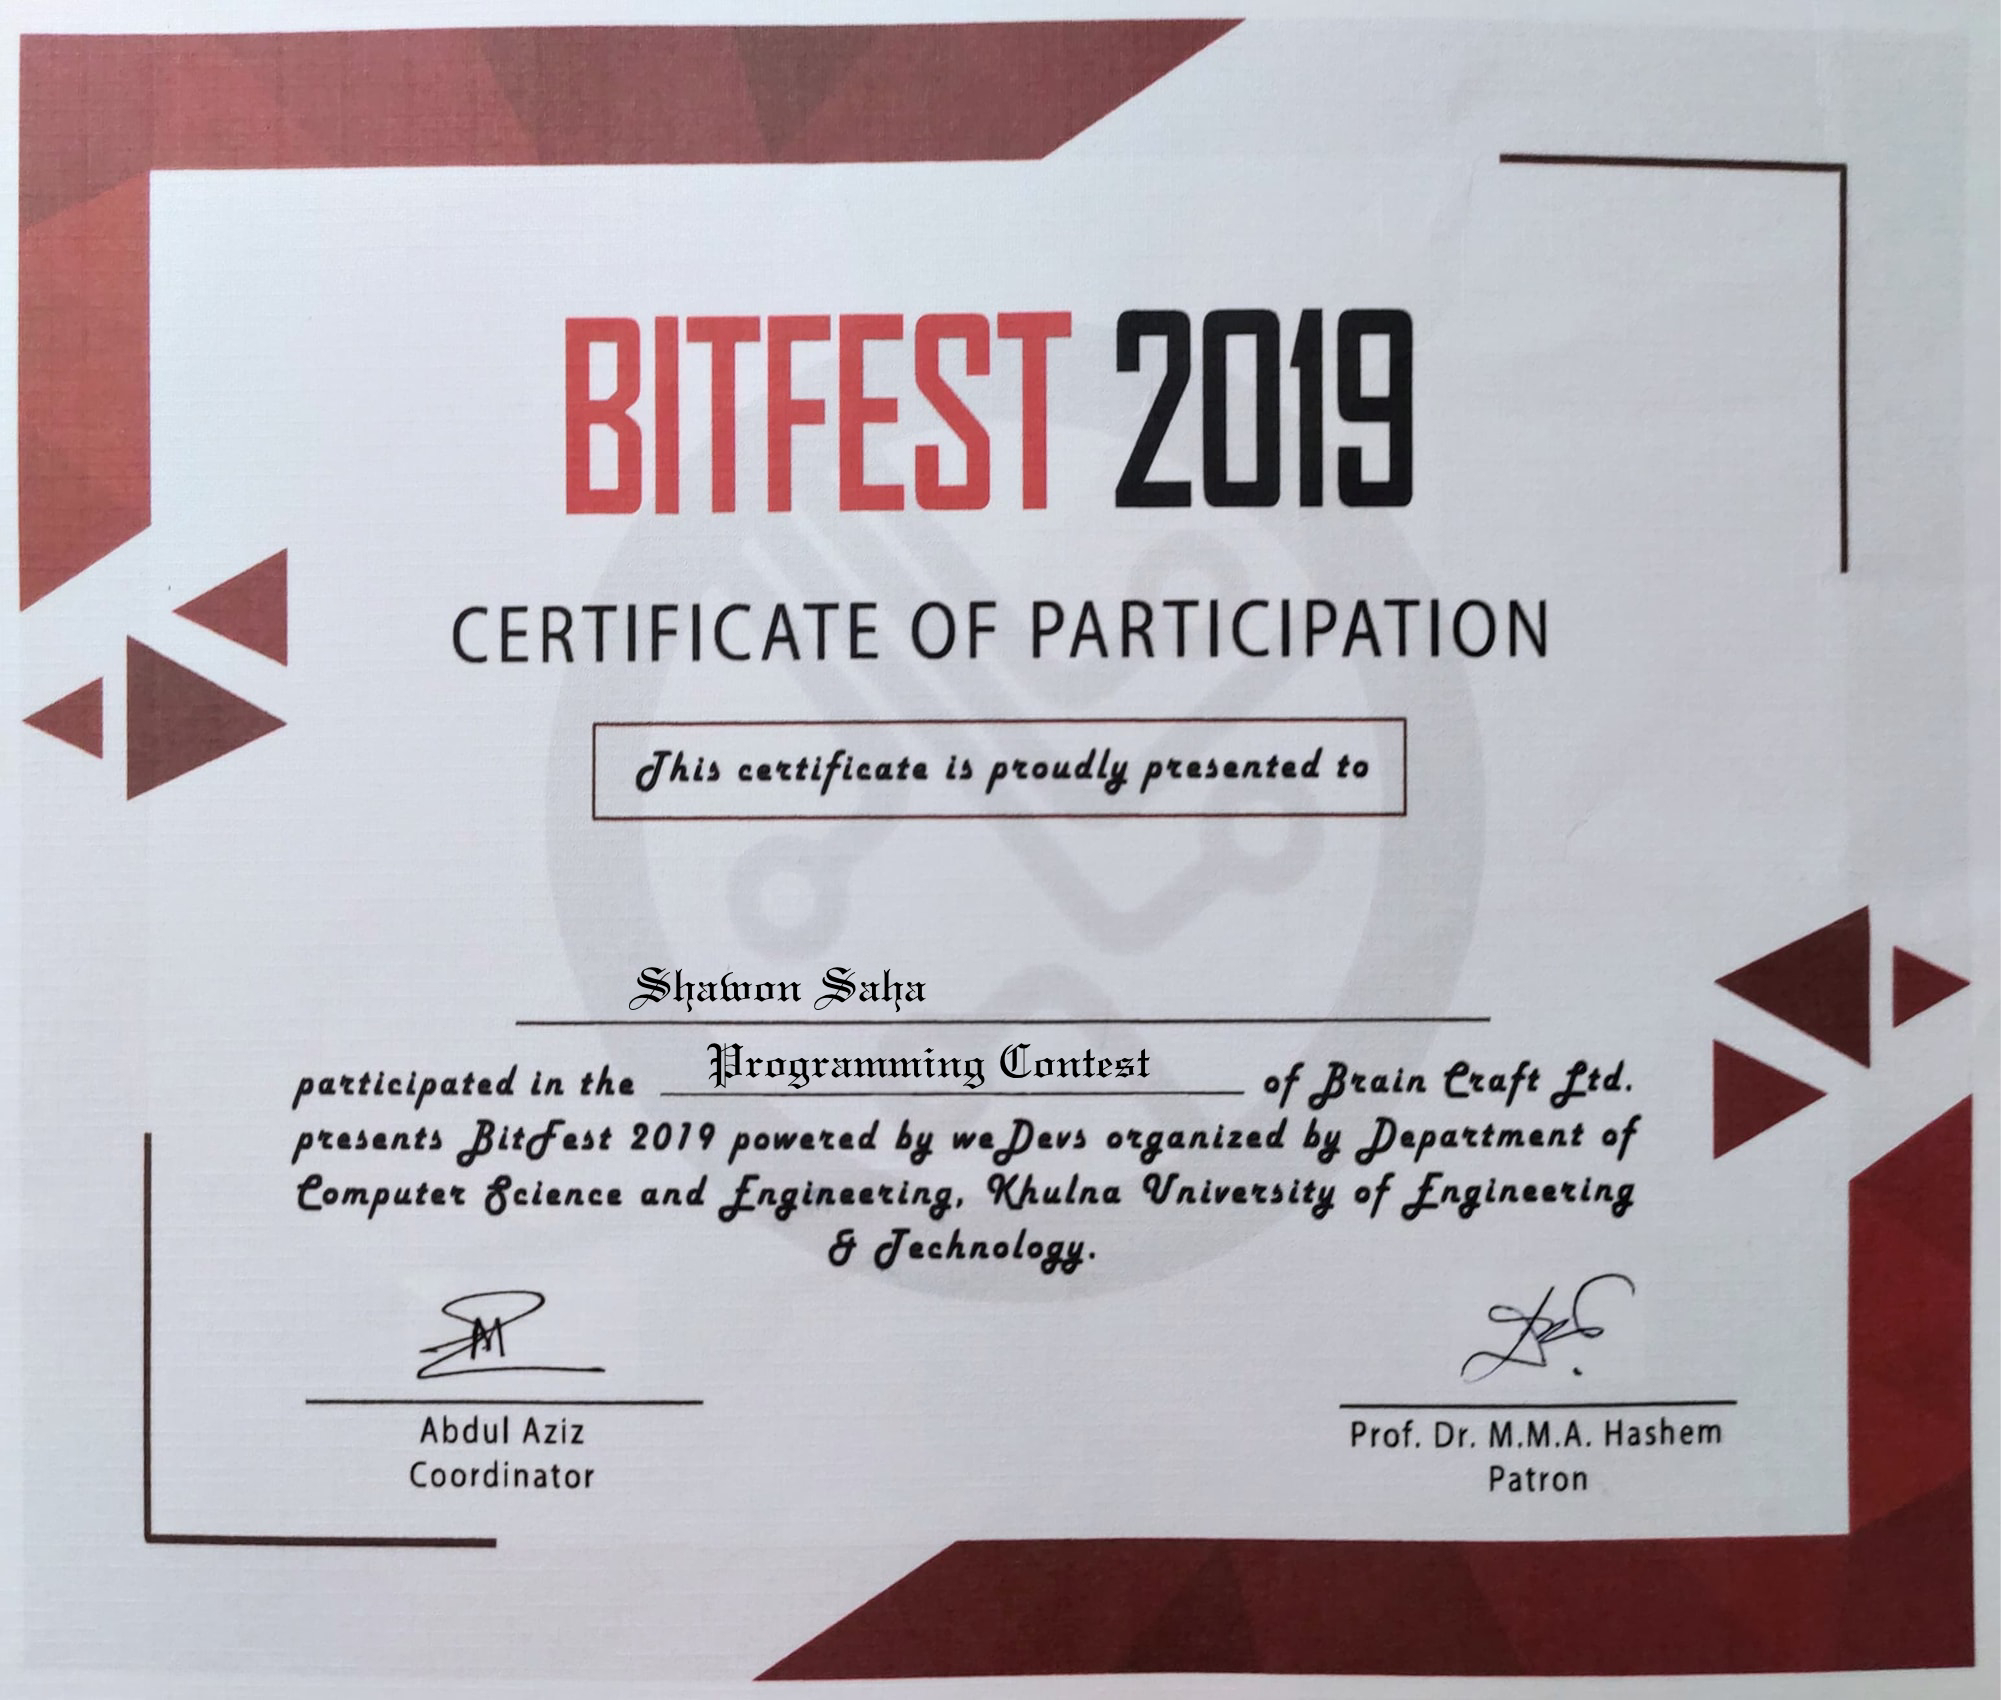 BITFEST 2019
CERTIFICATE OF PARTICIPATION
This certificate is proudly presented to
Shawon Saha
participated in the Programming Contest of Brain Craft Ltd.
presents BitFest 2019 powered by weDevs organized by Department of
Computer Science and Engineering, Khulna University of Engineering
& Technology.
Abdul Aziz
Coordinator
Prof. Dr. M.M.A. Hashem
Patron